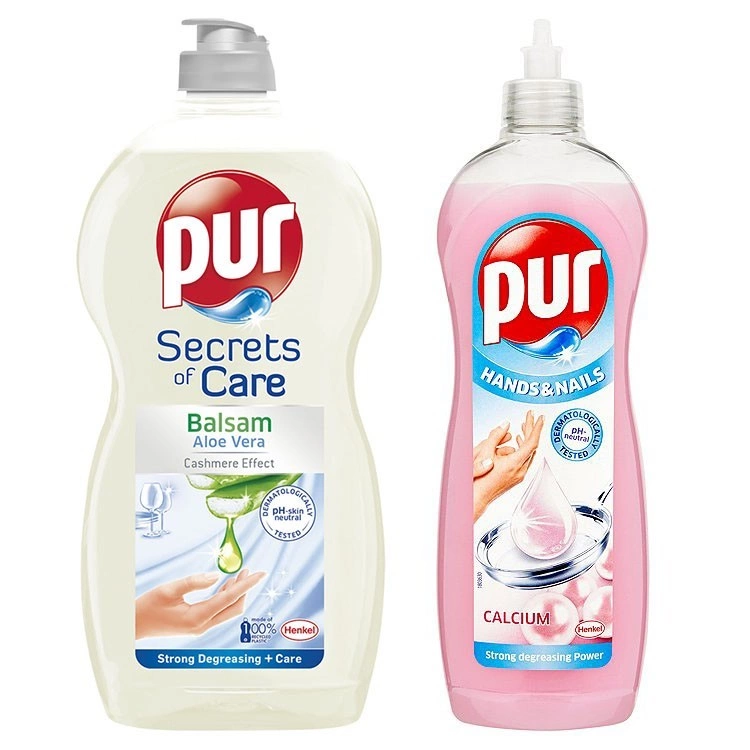 pur
Secrets
of Care
Balsam
Aloe Vera
Cashmere Effect
DERMATOLOGICALLY
pH-skin
neutral
TESTED
made of
100%
RECYCLED
PLASTIC
Henkel
Strong Degreasing + Care
pur
HANDS & NAILS
DERMATOLOGICALLY
pH-
neutral
TESTED
CALCIUM
Henkel
Strong degreasing Power